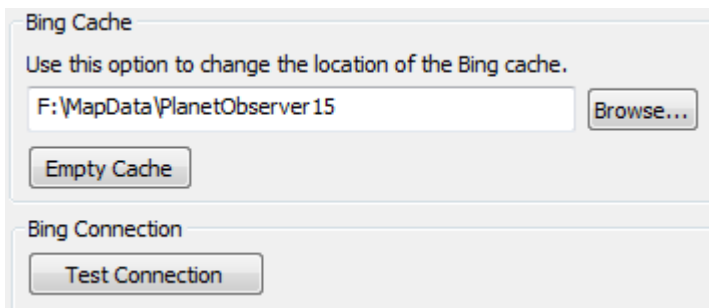 Bing Cache
Use this option to change the location of the Bing cache.
F:\MapData\PlanetObserver15
Browse...
Empty Cache
Bing Connection
Test Connection